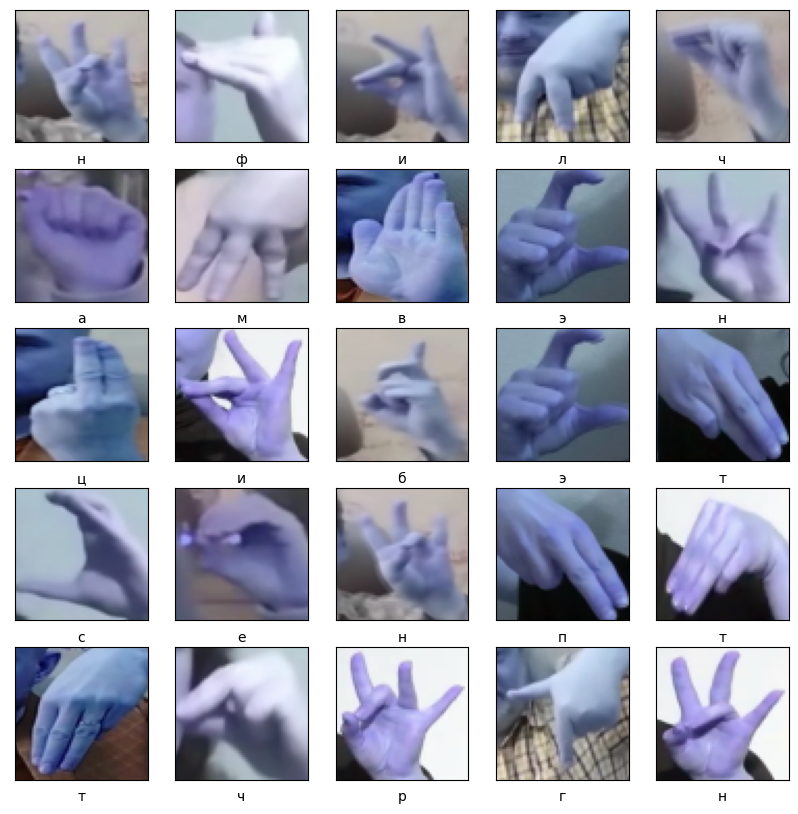 н ф и л ч
а м в э н
ц и б э т
с е н п т
т ч р г н